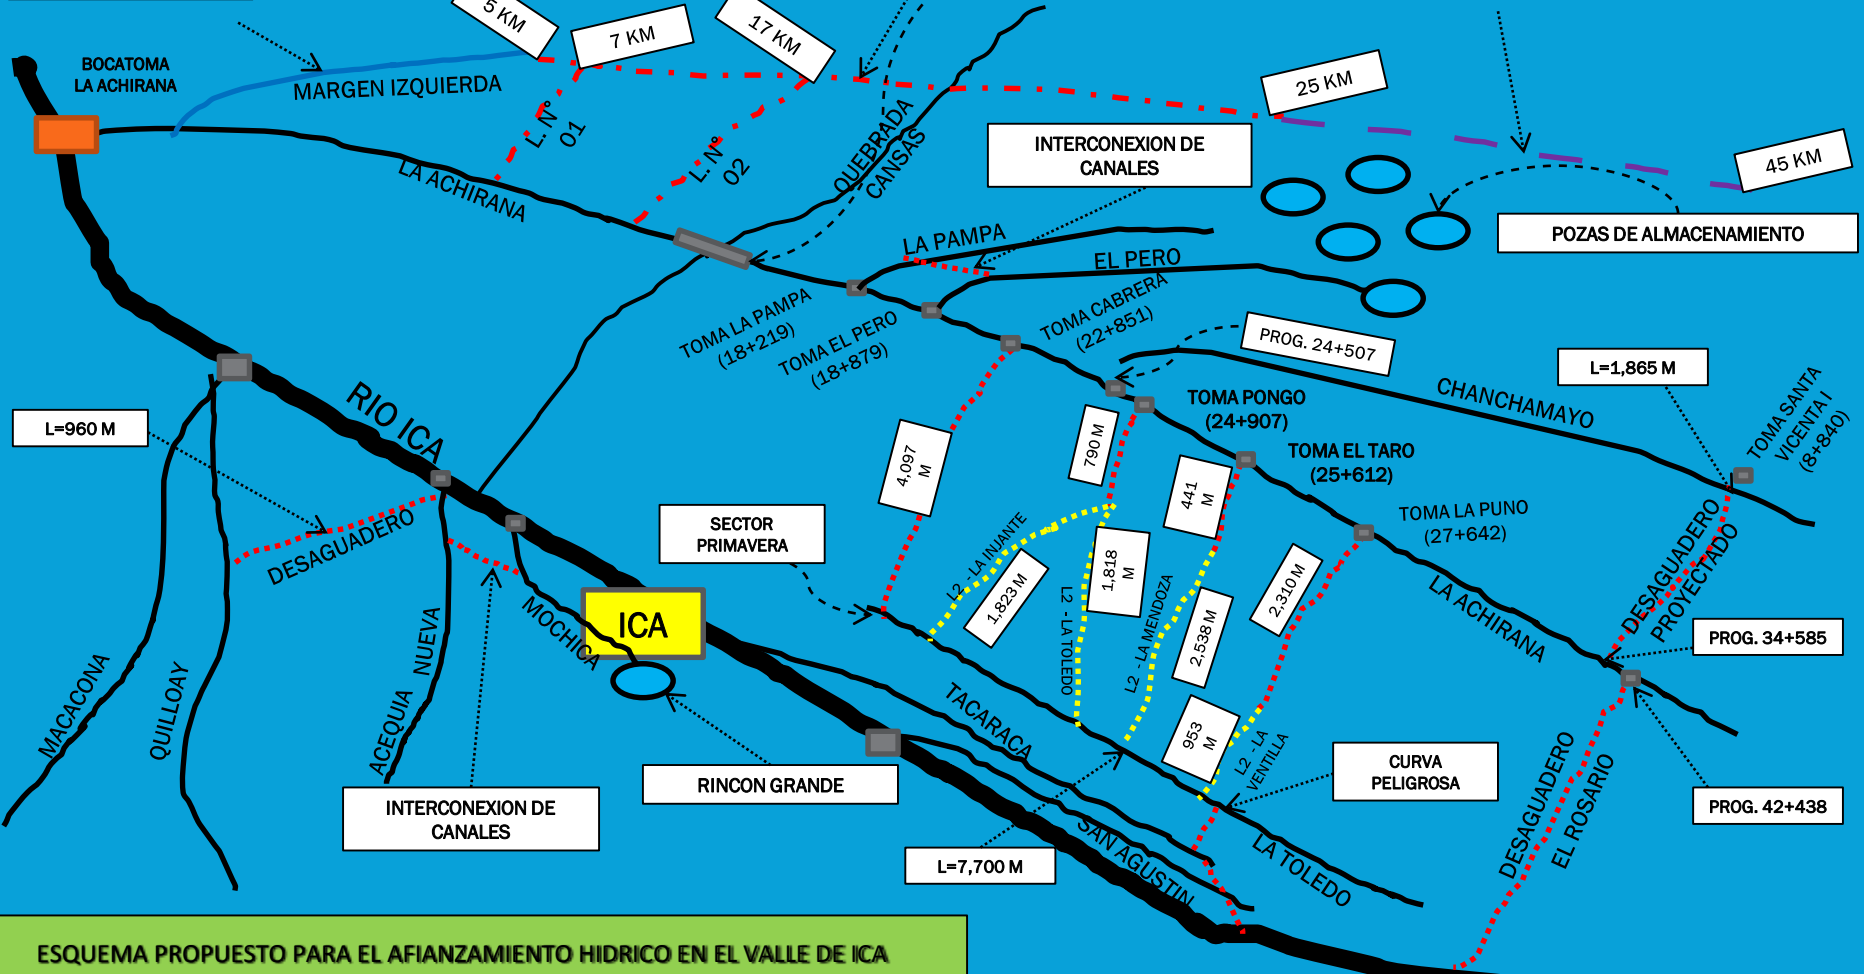 5 KM
7 KM
17 KM
25 KM
45 KM
BOCATOMA
LA ACHIRANA
MARGEN IZQUIERDA
L. N°
01
L. N°
02
QUEBRADA
CANSAS
LA ACHIRANA
INTERCONEXION DE
CANALES
POZAS DE ALMACENAMIENTO
LA PAMPA
EL PERO
TOMA LA PAMPA
(18+219)
TOMA EL PERO
(18+879)
TOMA CABRERA
(22+851)
PROG. 24+507
L=1,865 M
CHANCHAMAYO
TOMA SANTA
VICENTA I
(8+840)
TOMA PONGO
(24+907)
TOMA EL TARO
(25+612)
TOMA LA PUNO
(27+642)
RIO ICA
L=960 M
DESAGUADERO
4,097
M
790 M
441
M
SECTOR
PRIMAVERA
L2 - LA INJANTE
1,823 M
1,818
M
L2 - LA TOLEDO
L2 - LA MENDOZA
2,538 M
2,310 M
953
M
L2 - LA
VENTILLA
LA ACHIRANA
DESAGUADERO
PROYECTADO
PROG. 34+585
PROG. 42+438
ICA
MOCHICA
MACACONA
QUILLOAY
ACEQUIA NUEVA
INTERCONEXION DE
CANALES
RINCON GRANDE
TACARACA
CURVA
PELIGROSA
L=7,700 M
SAN AGUSTIN
LA TOLEDO
DESAGUADERO
EL ROSARIO
ESQUEMA PROPUESTO PARA EL AFIANZAMIENTO HIDRICO EN EL VALLE DE ICA